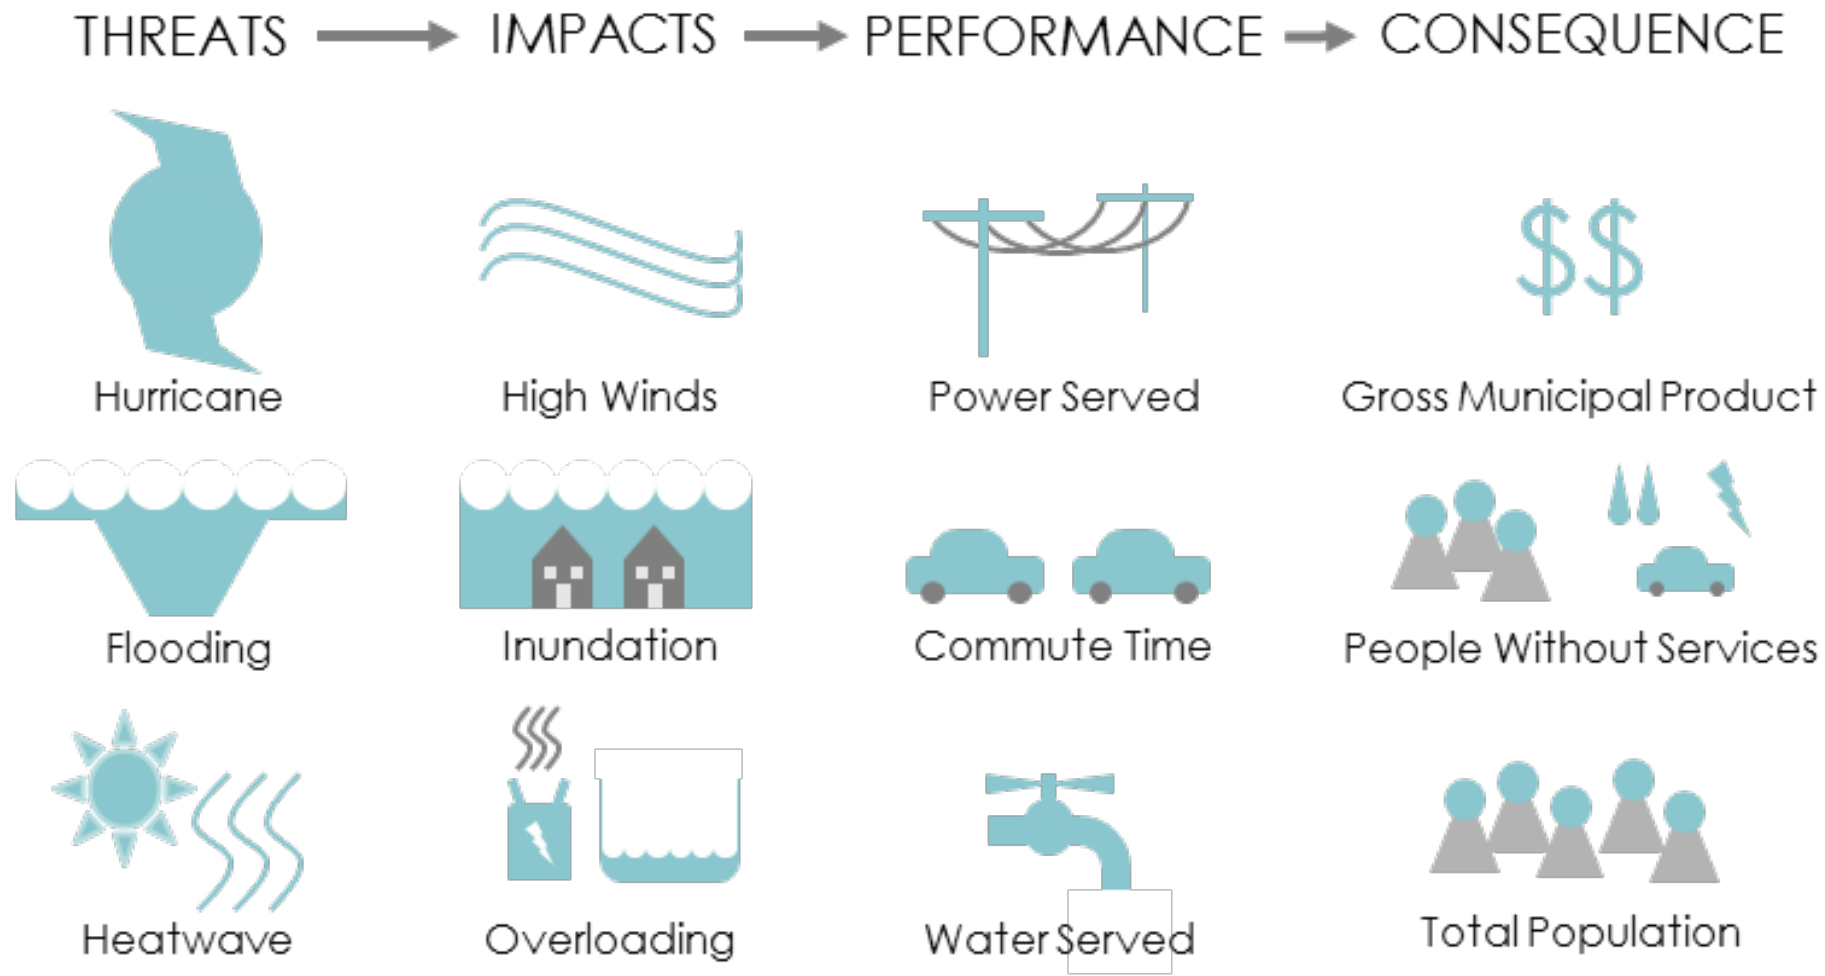 THREATS IMPACTS PERFORMANCE CONSEQUENCE
$$
Hurricane High Winds Power Served Gross Municipal Product
Flooding Inundation Commute Time People Without Services
Heatwave Overloading Water Served Total Population